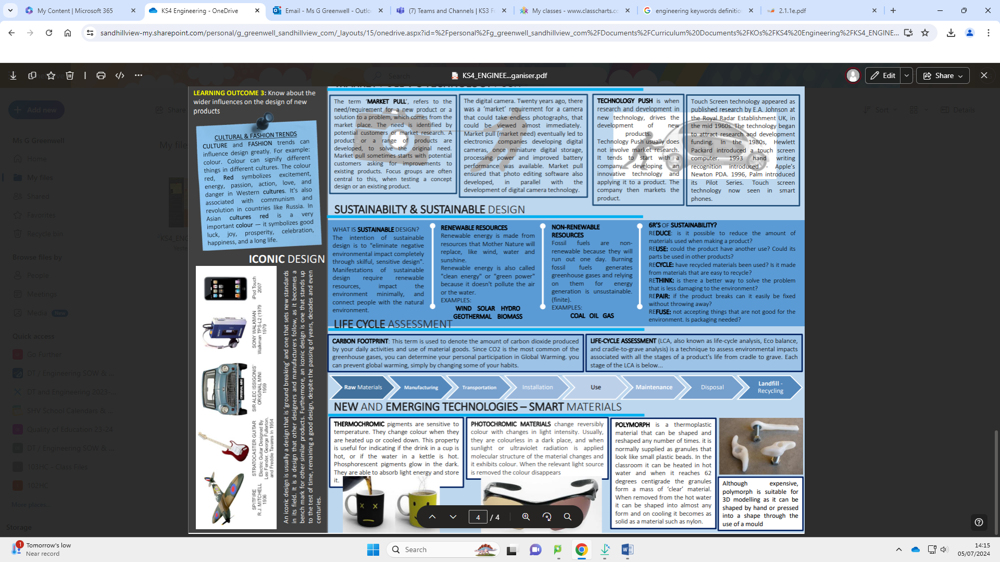 My Content | Microsoft 365
KS4 Engineering - OneDrive
Email - Ms G Greenwell - Outlo
(7) Teams and Channels | KS3 F
My classes - www.classcharts.co
engineering keywords definitio
2.1.1e.pdf
sandhillview-my.sharepoint.com/personal/g_greenwell_sandhillview_com/_layouts/15/onedrive.aspx?id=%2Fpersonal%2Fg_greenwell_sandhillview_com%2FDocuments%2FCurriculum%20Documents%2FKOs%2FKS4%20Engineering%2FKS4_ENGINE...
Search
KS4_ENGINEE...ganiser.pdf
Edit
Share
Add new
Share
Sort
Details
Ms G Greenwell
Home
My files
Shared
Favorites
Recycle bin
Browse files by
People
Meetings
Media New
Quick access
Go Further
DT / Engineering SOW & ...
DT and Engineering 2023-...
SHV School Calendars & ...
Quality of Education 23-24
DT / Engineering SOW & ...
103HC - Class Files
102HC
More places...
Storage
My files
KS4_ENG
Yeste
LEARNING OUTCOME 3: Know about the
wider influences on the design of new
products
CULTURAL & FASHION TRENDS
CULTURE and FASHION trends can
influence design greatly. For example:
colour. Colour can signify different
things in different cultures. The colour
red, Red symbolizes excitement,
energy, passion, action, love, and
danger in Western cultures. It's also
associated with communism and
revolution in countries like Russia. In
Asian cultures red is a very
important colour — it symbolizes good
luck, joy, prosperity, celebration,
happiness, and a long life.
ICONIC DESIGN
iPod Touch
2007
SONY WALKMAN
Walkman TPS-L2 (1979
1979
SIR ALEC ISSIGONIS'
ORIGINAL MINI
1959
STRATOCASTER GUITAR
Electric Guitar Designed By
Leo Fender, George Fullerton,
and Freddie Tavares In 1954
SPITFIRE
R.J. MITCHELL
1936
An iconic design is usually a design that is 'ground breaking' and one that sets new standards
in its field. It is a design that other designers and manufacturers follow, as it becomes a
bench mark for other similar products. Furthermore, an iconic design is one that stands up
to the test of time, remaining a good design, despite the passing of years, decades and even
centuries.
The term 'MARKET PULL', refers to the
need/requirement for a new product or a
solution to a problem, which comes from the
market place. The need is identified by
potential customers or market research. A
product or a range of products are
developed, to solve the original need.
Market pull sometimes starts with potential
customers asking for improvements to
existing products. Focus groups are often
central to this, when testing a concept
design or an existing product.
The digital camera. Twenty years ago, there
was a 'market' requirement for a camera
that could take endless photographs, that
could be viewed almost immediately.
Market pull (market need) eventually led to
electronics companies developing digital
cameras, once miniature digital storage,
processing power and improved battery
performance was available. Market pull
ensured that photo editing software also
developed, in parallel with the
development of digital camera technology.
TECHNOLOGY PUSH is when
research and development in
new technology, drives the
development of new
products.
Technology Push usually does
not involve market research.
It tends to start with a
company developing an
innovative technology and
applying it to a product. The
company then markets the
product.
Touch Screen technology appeared as
published research by E.A. Johnson at
the Royal Radar Establishment UK, in
the mid 1960s. The technology began
to attract research and development
funding. In the 1980s, Hewlett
Packard introduced a touch screen
computer. 1993 hand writing
recognition introduced - Apple's
Newton PDA. 1996, Palm introduced
its Pilot Series. Touch screen
technology now seen in smart
phones.
SUSTAINABILTY & SUSTAINABLE DESIGN
WHAT IS SUSTAINABLE DESIGN?
The intention of sustainable
design is to "eliminate negative
environmental impact completely
through skilful, sensitive design".
Manifestations of sustainable
design require renewable
resources, impact the
environment minimally, and
connect people with the natural
environment.
RENEWABLE RESOURCES
Renewable energy is made from
resources that Mother Nature will
replace, like wind, water and
sunshine.
Renewable energy is also called
"clean energy" or "green power"
because it doesn't pollute the air
or the water.
EXAMPLES:
WIND SOLAR HYDRO
GEOTHERMAL BIOMASS
NON-RENEWABLE
RESOURCES
Fossil fuels are non-
renewable because they will
run out one day. Burning
fossil fuels generates
greenhouse gases and relying
on them for energy
generation is unsustainable.
(finite).
EXAMPLES:
COAL OIL GAS
6R'S OF SUSTAINABILITY?
REDUCE: is it possible to reduce the amount of
materials used when making a product?
REUSE: could the product have another use? Could its
parts be used in other products?
RECYCLE: have recycled materials been used? Is it made
from materials that are easy to recycle?
RETHINK: is there a better way to solve the problem
that is less damaging to the environment?
REPAIR: if the product breaks can it easily be fixed
without throwing away?
REFUSE: not accepting things that are not good for the
environment. Is packaging needed?
LIFE CYCLE ASSESSMENT
CARBON FOOTPRINT: This term is used to denote the amount of carbon dioxide produced
by your daily activities and use of material goods. Since CO2 is the most common of the
greenhouse gases, you can determine your personal participation in Global Warming. you
can prevent global warming, simply by changing some of your habits.
LIFE-CYCLE ASSESSMENT (LCA, also known as life-cycle analysis, Eco balance,
and cradle-to-grave analysis) is a technique to assess environmental impacts
associated with all the stages of a product's life from cradle to grave. Each
stage of the LCA is below...
Raw Materials
Manufacturing
Transportation
Installation
Use
Maintenance
Disposal
Landfill -
Recycling
NEW AND EMERGING TECHNOLOGIES – SMART MATERIALS
THERMOCHROMIC pigments are sensitive to
temperature. They change colour when they
are heated up or cooled down. This property
is useful for indicating if the drink in a cup is
hot, or if the water in a kettle is hot.
Phosphorescent pigments glow in the dark.
They are able to absorb light energy and store
it.
PHOTOCHROMIC MATERIALS change reversibly
colour with changes in light intensity. Usually,
they are colourless in a dark place, and when
sunlight or ultraviolet radiation is applied
molecular structure of the material changes and
it exhibits colour. When the relevant light source
is removed the colour disappears
POLYMORPH is a thermoplastic
material that can be shaped and
reshaped any number of times. it is
normally supplied as granules that
look like small plastic beads. In the
classroom it can be heated in hot
water and when it reaches 62
degrees centigrade the granules
form a mass of 'clear' material.
When removed from the hot water
it can be shaped into almost any
form and on cooling it becomes as
solid as a material such as nylon.
Although expensive,
polymorph is suitable for
3D modelling as it can be
shaped by hand or pressed
into a shape through the
use of a mould
4 / 4
1
Tomorrow's low
Near record
Search
14:15
05/07/2024